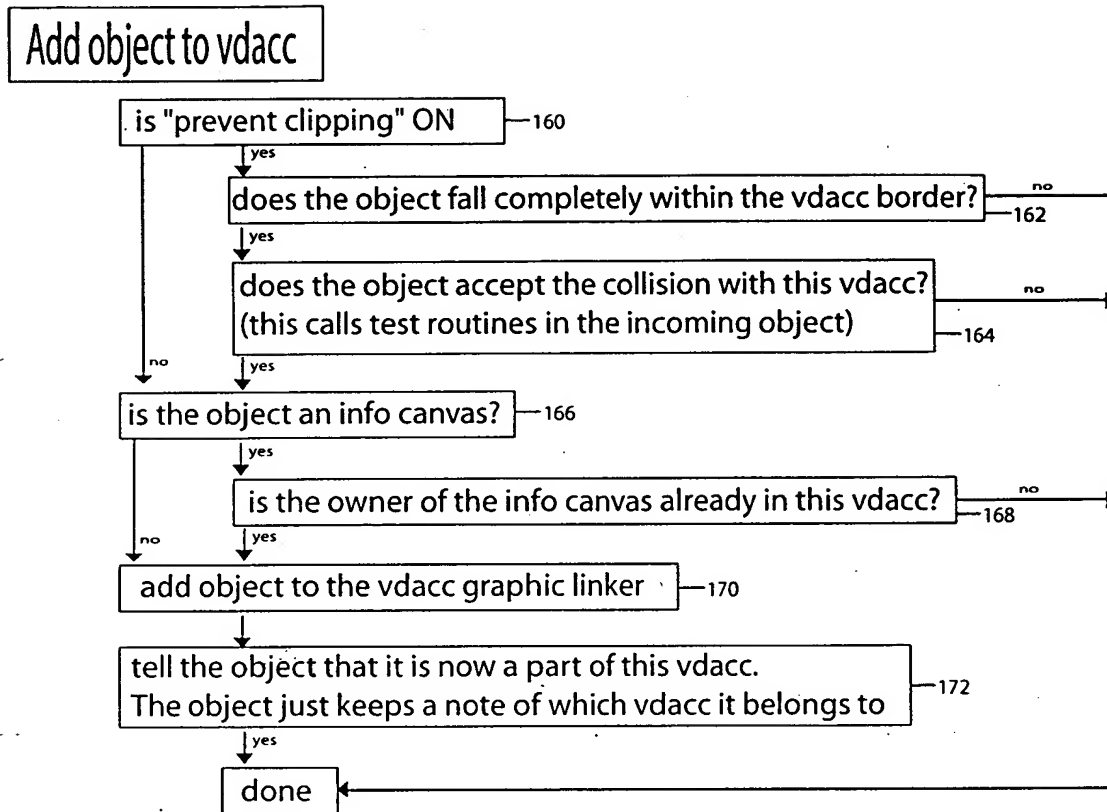 Add object to vdacc
is "prevent clipping" ON
160
yes
does the object fall completely within the vdacc border?
no
162
yes
does the object accept the collision with this vdacc?
(this calls test routines in the incoming object)
no
164
no
yes
is the object an info canvas?
166
yes
is the owner of the info canvas already in this vdacc?
no
168
no
yes
add object to the vdacc graphic linker
170
tell the object that it is now a part of this vdacc.
The object just keeps a note of which vdacc it belongs to
172
yes
done